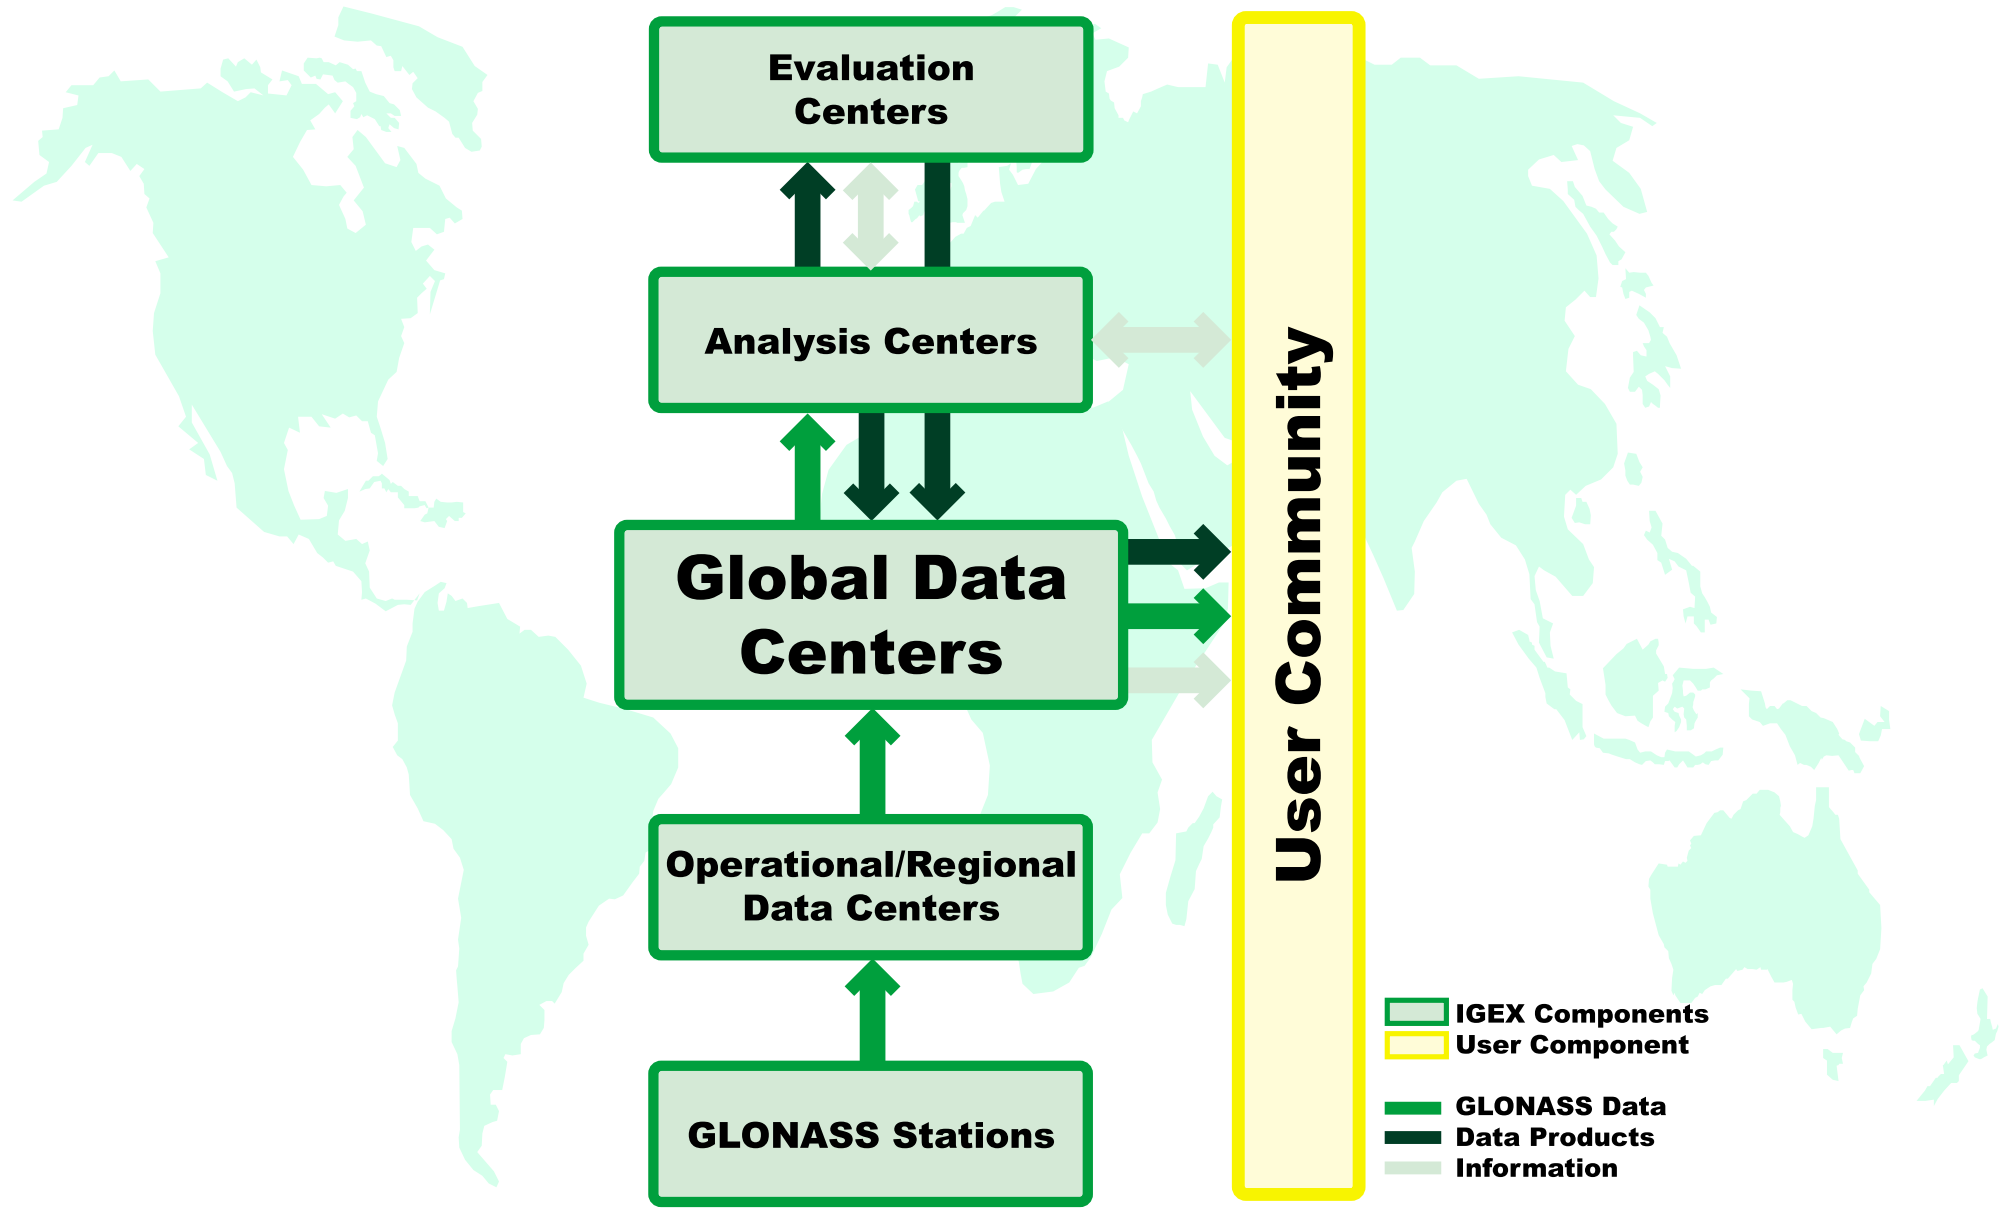 Evaluation
Centers
Analysis Centers
Global Data
Centers
Operational/Regional
Data Centers
GLONASS Stations
User Community
IGEX Components
User Component
GLONASS Data
Data Products
Information